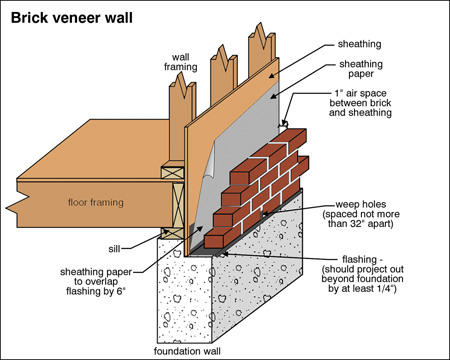 Brick veneer wall
wall
framing
sheathing
sheathing
paper
1" air space
between brick
and sheathing
floor framing
weep holes
(spaced not more
than 32" apart)
sill
sheathing paper
to overlap
flashing by 6"
flashing -
(should project out
beyond foundation
by at least 1/4")
foundation wall